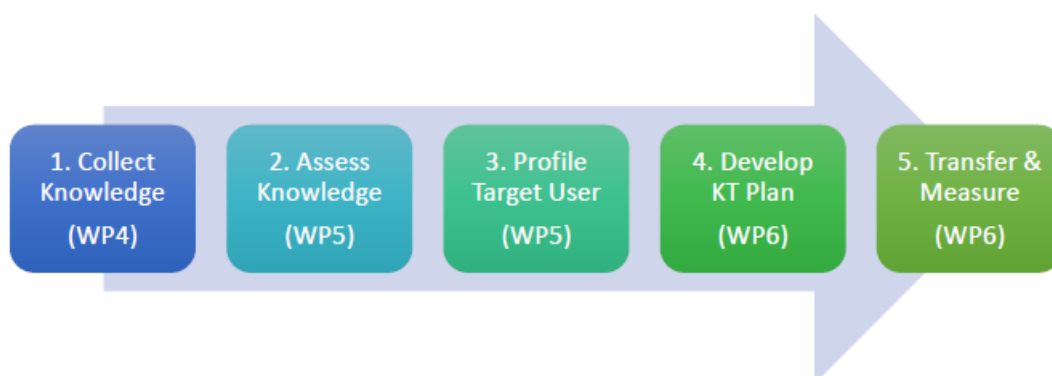 1. Collect
Knowledge
(WP4)
2. Assess
Knowledge
(WP5)
3. Profile
Target User
(WP5)
4. Develop
KT Plan
(WP6)
5. Transfer &
Measure
(WP6)